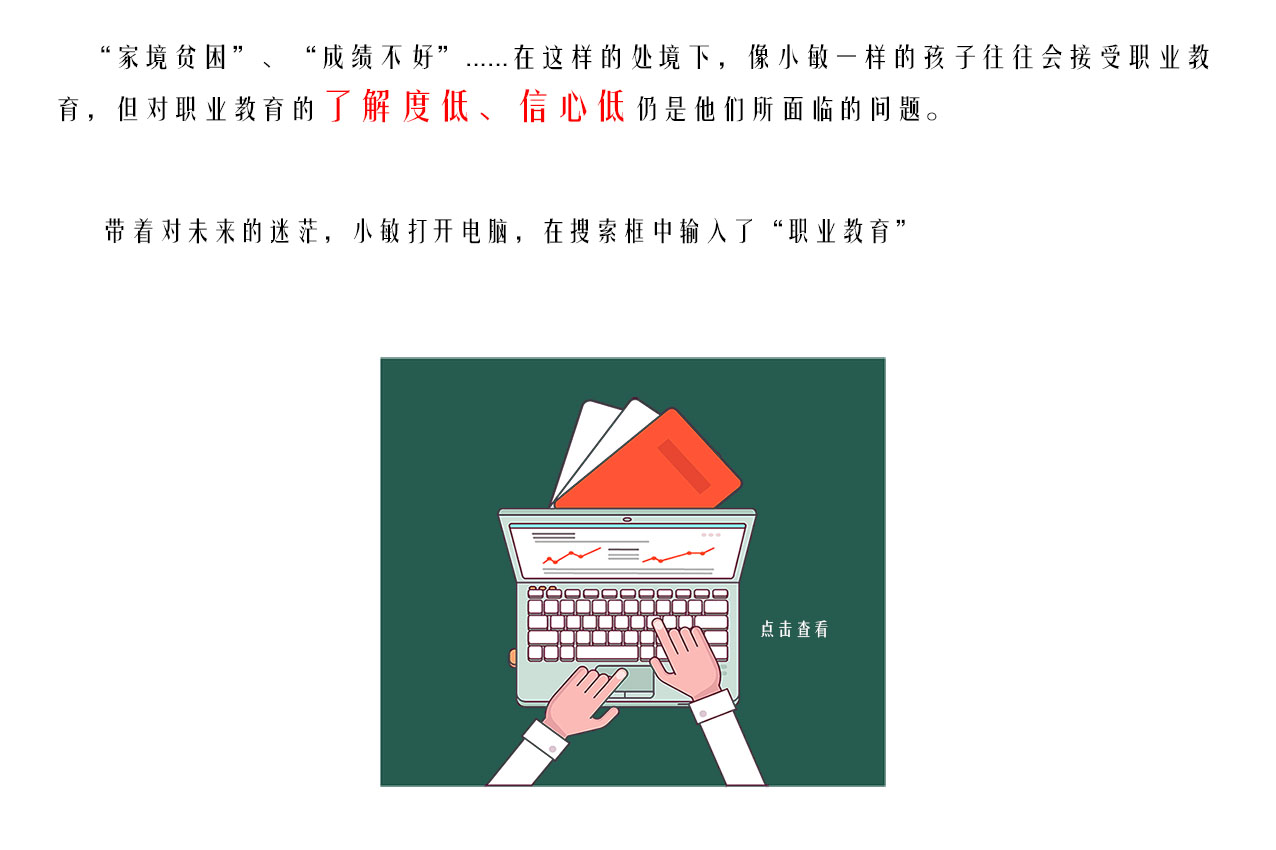 “家境贫困”、“成绩不好”......在这样的处境下，像小敏一样的孩子往往会接受职业教
育，但对职业教育的了解度低、信心低仍是他们所面临的问题。
带着对未来的迷茫，小敏打开电脑，在搜索框中输入了“职业教育”
点击查看